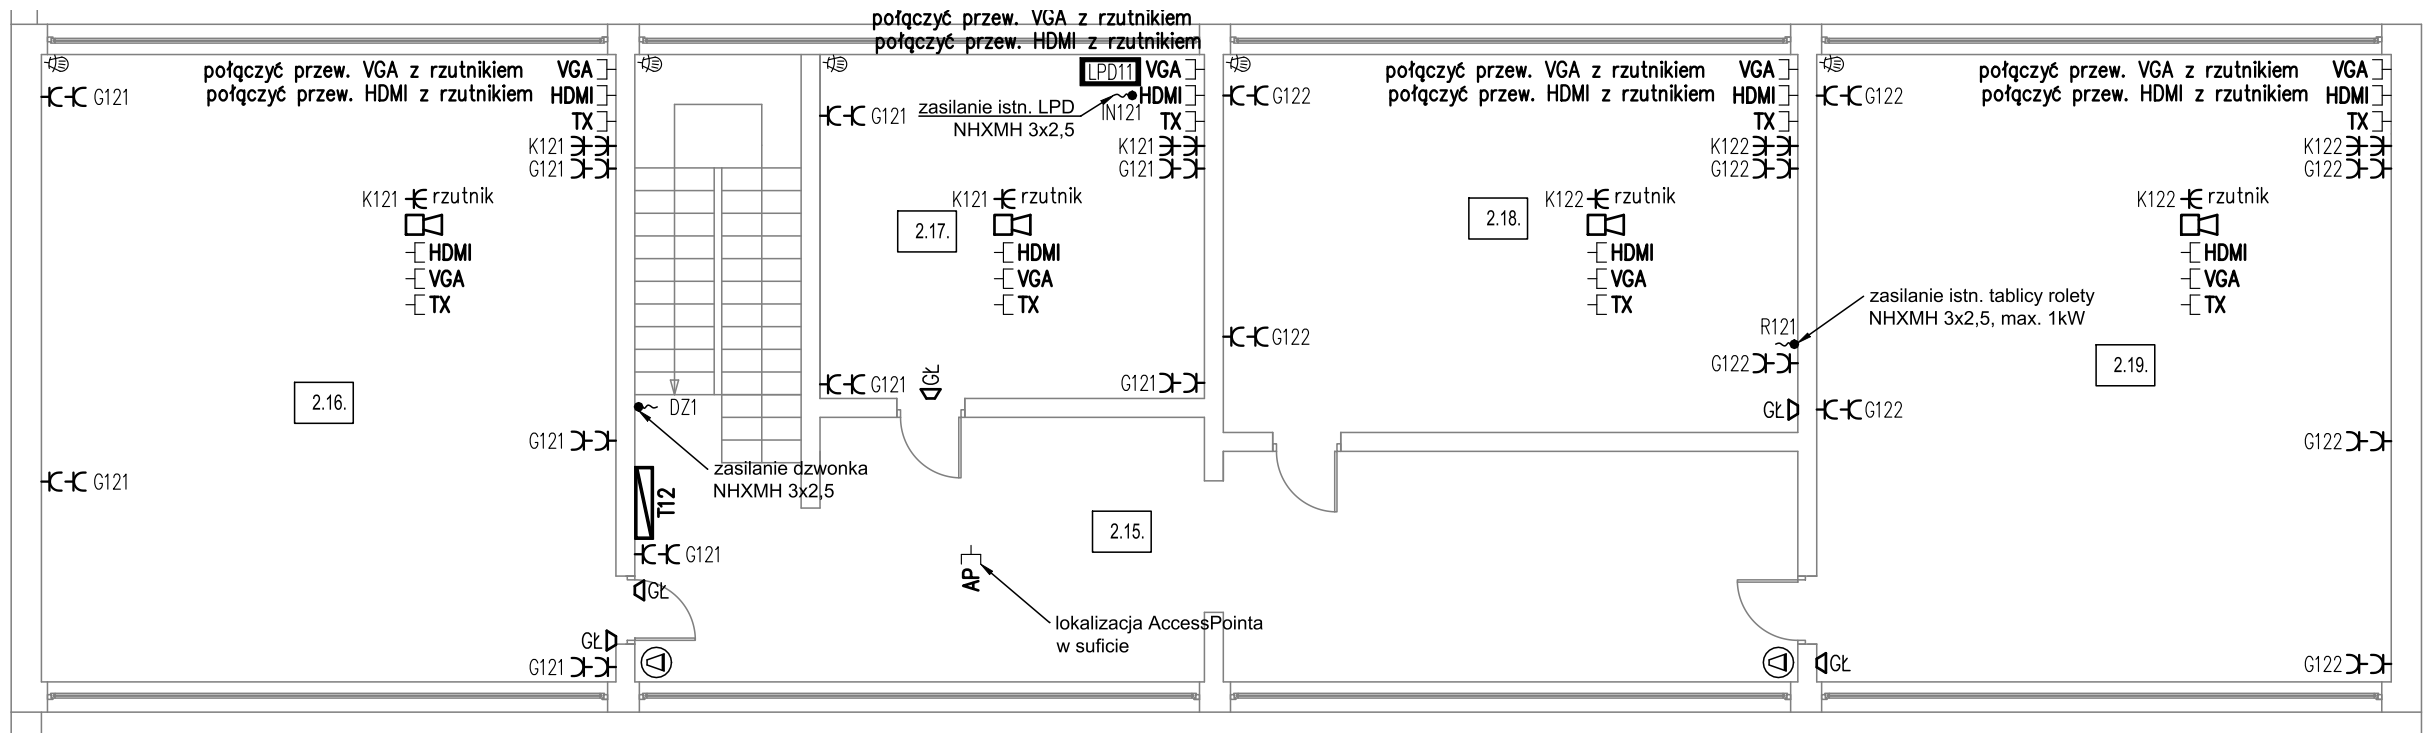 połączyć przew. VGA z rzutnikiem
połączyć przew. HDMI z rzutnikiem
połączyć przew. VGA z rzutnikiem VGA
połączyć przew. HDMI z rzutnikiem HDMI
TX
G121
K121
G121
K121 rzutnik
HDMI
VGA
TX
2.16.
G121
G121
GŁ
G121
LPD11 VGA
HDMI
TX
zasilanie istn. LPD
NHXMH 3x2,5
IN121
G121
K121
G121
K121 rzutnik
2.17.
HDMI
VGA
TX
G121
GŁ
G121
DZ1
zasilanie dzwonka
NHXMH 3x2,5
T12
G121
GŁ
2.15.
AP
lokalizacja AccessPointa
w suficie
połączyć przew. VGA z rzutnikiem VGA
połączyć przew. HDMI z rzutnikiem HDMI
TX
G122
K122
G122
K122 rzutnik
2.18.
HDMI
VGA
TX
G122
R121
G122
GŁ
połączyć przew. VGA z rzutnikiem VGA
połączyć przew. HDMI z rzutnikiem HDMI
TX
G122
K122
G122
K122 rzutnik
HDMI
VGA
TX
zasilanie istn. tablicy rolety
NHXMH 3x2,5, max. 1kW
2.19.
G122
G122
GŁ
G122